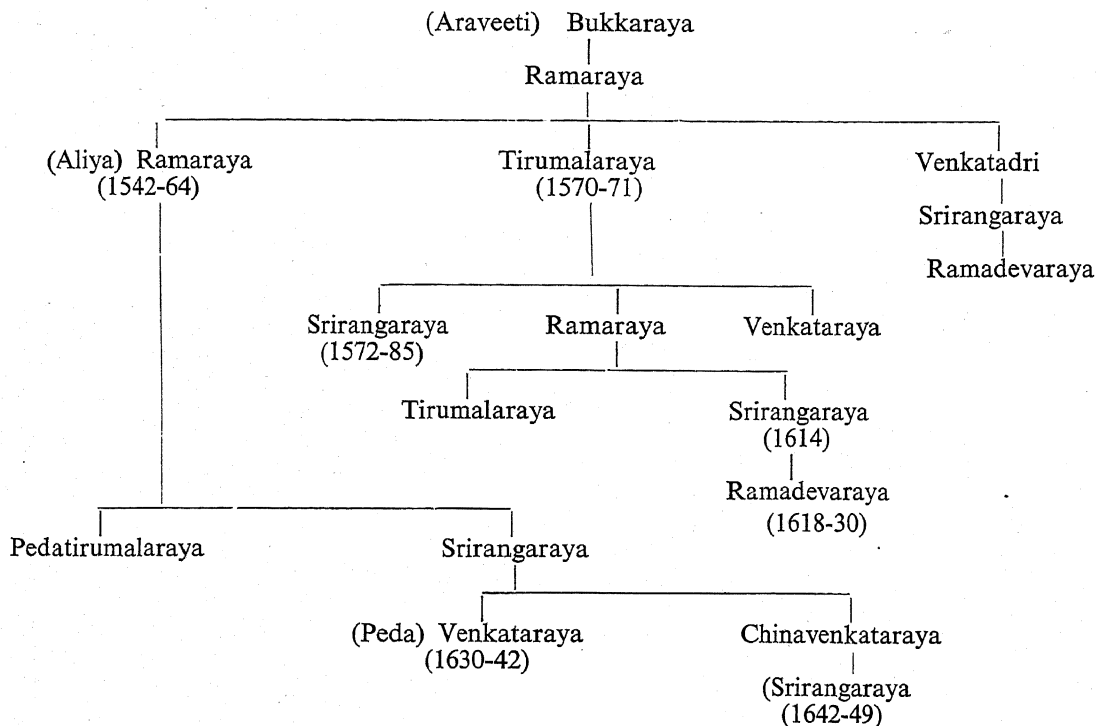 (Araveeti) Bukkaraya
Ramaraya
(Aliya) Ramaraya
(1542-64)
Tirumalaraya
(1570-71)
Venkatadri
Srirangaraya
Ramadevaraya
Srirangaraya
(1572-85)
Ramaraya
Venkataraya
Tirumalaraya
Srirangaraya
(1614)
Ramadevaraya
(1618-30)
Pedatirumalaraya
Srirangaraya
(Peda) Venkataraya
(1630-42)
Chinavenkataraya
(Srirangaraya
(1642-49)